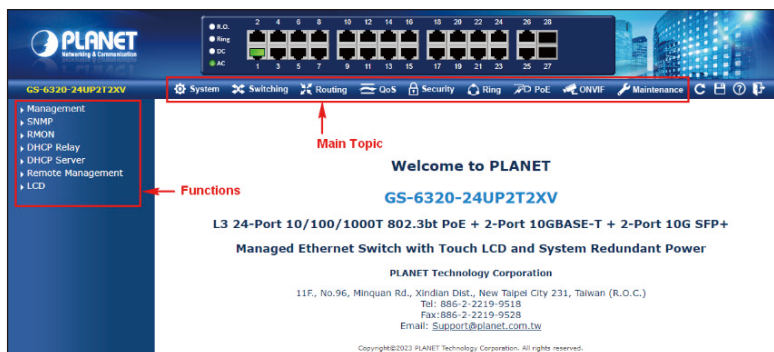 PLANET
Networking & Communication
R.O.
Ring
DC
AC
2 4 6 8 10 12 14 16 18 20 22 24 26 28
1 3 5 7 9 11 13 15 17 19 21 23 25 27
GS-6320-24UP2T2XV
System Switching Routing QoS Security Ring PoE ONVIF Maintenance
Management
SNMP
RMON
DHCP Relay
DHCP Server
Remote Management
LCD
Main Topic
Functions
Welcome to PLANET
GS-6320-24UP2T2XV
L3 24-Port 10/100/1000T 802.3bt PoE + 2-Port 10GBASE-T + 2-Port 10G SFP+
Managed Ethernet Switch with Touch LCD and System Redundant Power
PLANET Technology Corporation
11F., No.96, Minquan Rd., Xindian Dist., New Taipei City 231, Taiwan (R.O.C.)
Tel: 886-2-2219-9518
Fax:886-2-2219-9528
Email: Support@planet.com.tw
Copyright©2023 PLANET Technology Corporation. All rights reserved.